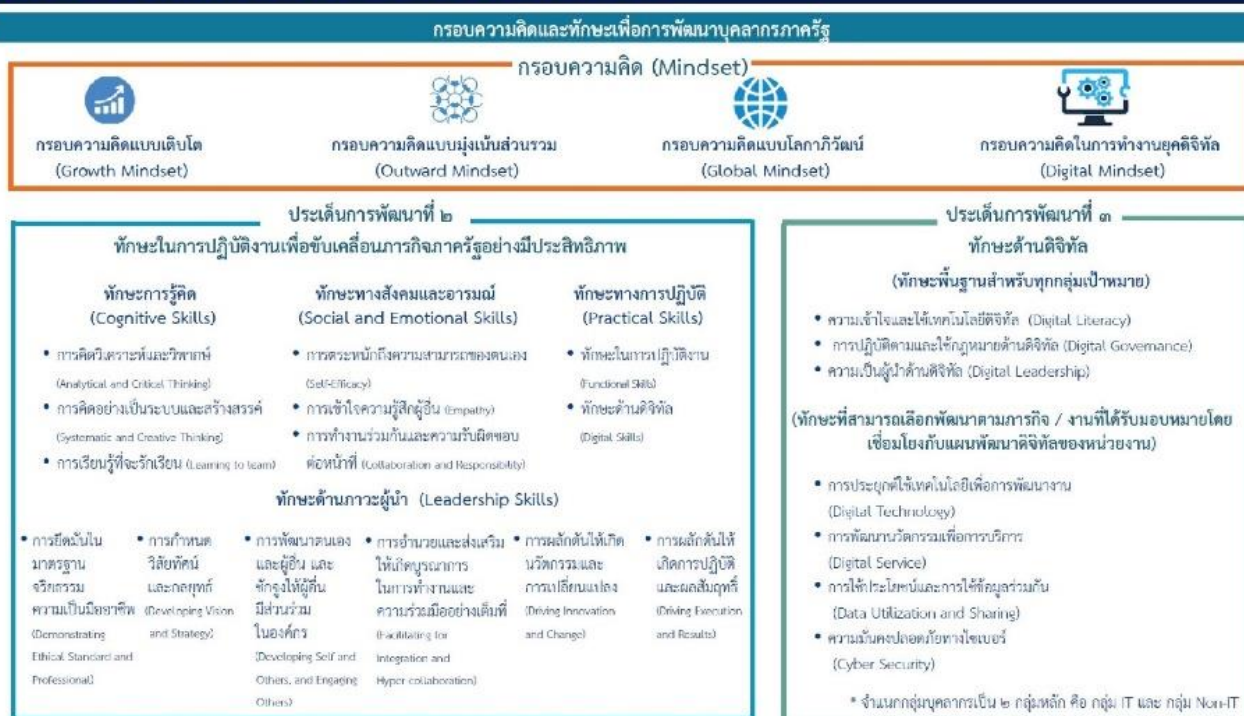 กรอบความคิดและทักษะเพื่อการพัฒนาบุคลากรภาครัฐ
กรอบความคิด (Mindset)
กรอบความคิดแบบเติบโต
(Growth Mindset)
กรอบความคิดแบบมุ่งเน้นส่วนรวม
(Outward Mindset)
กรอบความคิดแบบโลกาภิวัฒน์
(Global Mindset)
กรอบความคิดในการทำงานยุคดิจิทัล
(Digital Mindset)
ประเด็นการพัฒนาที่ ๒
ทักษะในการปฏิบัติงานเพื่อขับเคลื่อนภารกิจภาครัฐอย่างมีประสิทธิภาพ
ทักษะการรู้คิด
(Cognitive Skills)
• การคิดวิเคราะห์และวิพากษ์
(Analytical and Critical Thinking)
• การคิดอย่างเป็นระบบและสร้างสรรค์
(Systematic and Creative Thinking)
• การเรียนรู้ที่จะรักเรียน (Learning to learn)
ทักษะทางสังคมและอารมณ์
(Social and Emotional Skills)
• การตระหนักถึงความสามารถของตนเอง
(Self-Efficacy)
• การเข้าใจความรู้สึกผู้อื่น (Empathy)
• การทำงานร่วมกันและความรับผิดชอบ
ต่อหน้าที่ (Collaboration and Responsibility)
ทักษะทางการปฏิบัติ
(Practical Skills)
• ทักษะในการปฏิบัติงาน
(Functional Skills)
• ทักษะด้านดิจิทัล
(Digital Skills)
ทักษะด้านภาวะผู้นำ (Leadership Skills)
• การยึดมั่นใน
มาตรฐาน
จริยธรรม
ความเป็นมืออาชีพ
(Demonstrating
Ethical Standard and
Professional)
• การกำหนด
วิสัยทัศน์
และกลยุทธ์
(Developing Vision
and Strategy)
• การพัฒนาตนเอง
และผู้อื่น และ
ชักจูงให้ผู้อื่น
มีส่วนร่วม
ในองค์กร
(Developing Self and
Others, and Engaging
Others)
• การอำนวยและส่งเสริม
ให้เกิดบูรณาการ
ในการทำงานและ
ความร่วมมืออย่างเต็มที่
(Facilitating for
Integration and
Hyper collaboration)
• การผลักดันให้เกิด
นวัตกรรมและ
การเปลี่ยนแปลง
(Driving Innovation
and Change)
• การผลักดันให้
เกิดการปฏิบัติ
และผลสัมฤทธิ์
(Driving Execution
and Results)
ประเด็นการพัฒนาที่ ๓
ทักษะด้านดิจิทัล
(ทักษะพื้นฐานสำหรับทุกกลุ่มเป้าหมาย)
• ความเข้าใจและใช้เทคโนโลยีดิจิทัล (Digital Literacy)
• การปฏิบัติตามและใช้กฎหมายด้านดิจิทัล (Digital Governance)
• ความเป็นผู้นำด้านดิจิทัล (Digital Leadership)
(ทักษะที่สามารถเลือกพัฒนาตามภารกิจ / งานที่ได้รับมอบหมายโดย
เชื่อมโยงกับแผนพัฒนาดิจิทัลของหน่วยงาน)
• การประยุกต์ใช้เทคโนโลยีเพื่อการพัฒนางาน
(Digital Technology)
• การพัฒนานวัตกรรมเพื่อการบริการ
(Digital Service)
• การใช้ประโยชน์และการใช้ข้อมูลร่วมกัน
(Data Utilization and Sharing)
• ความมั่นคงปลอดภัยทางไซเบอร์
(Cyber Security)
* จำแนกกลุ่มบุคลากรเป็น ๒ กลุ่มหลัก คือ กลุ่ม IT และ กลุ่ม Non-IT